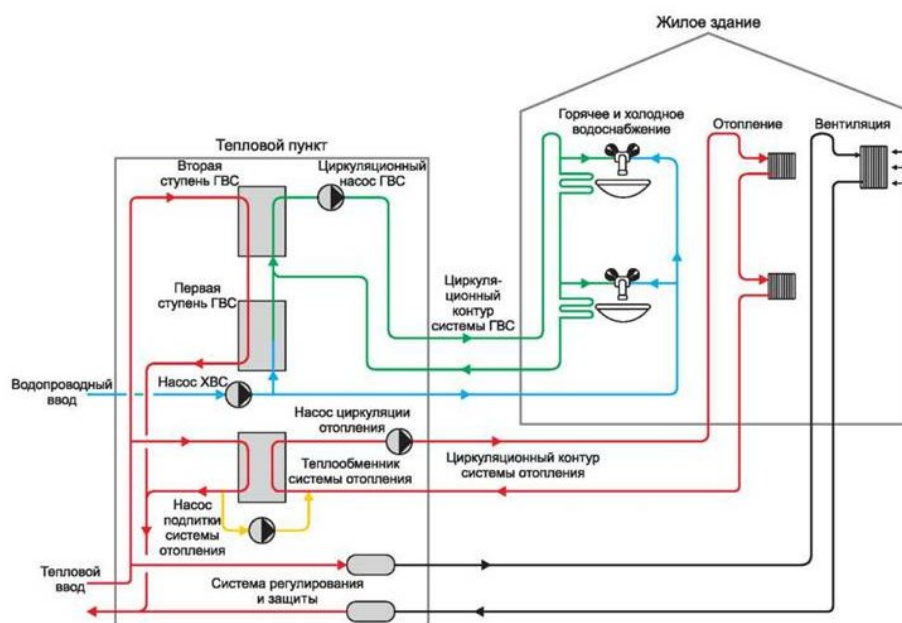 Жилое здание
Тепловой пункт
Вторая
ступень ГВС
Циркуляционный
насос ГВС
Горячее и холодное
водоснабжение
Отопление
Вентиляция
Первая
ступень ГВС
Циркуля-
ционный
контур
системы ГВС
Водопроводный
ввод
Насос ХВС
Насос циркуляции
отопления
Теплообменник
системы отопления
Циркуляционный контур
системы отопления
Насос
подпитки
системы
отопления
Тепловой
ввод
Система регулирования
и защиты